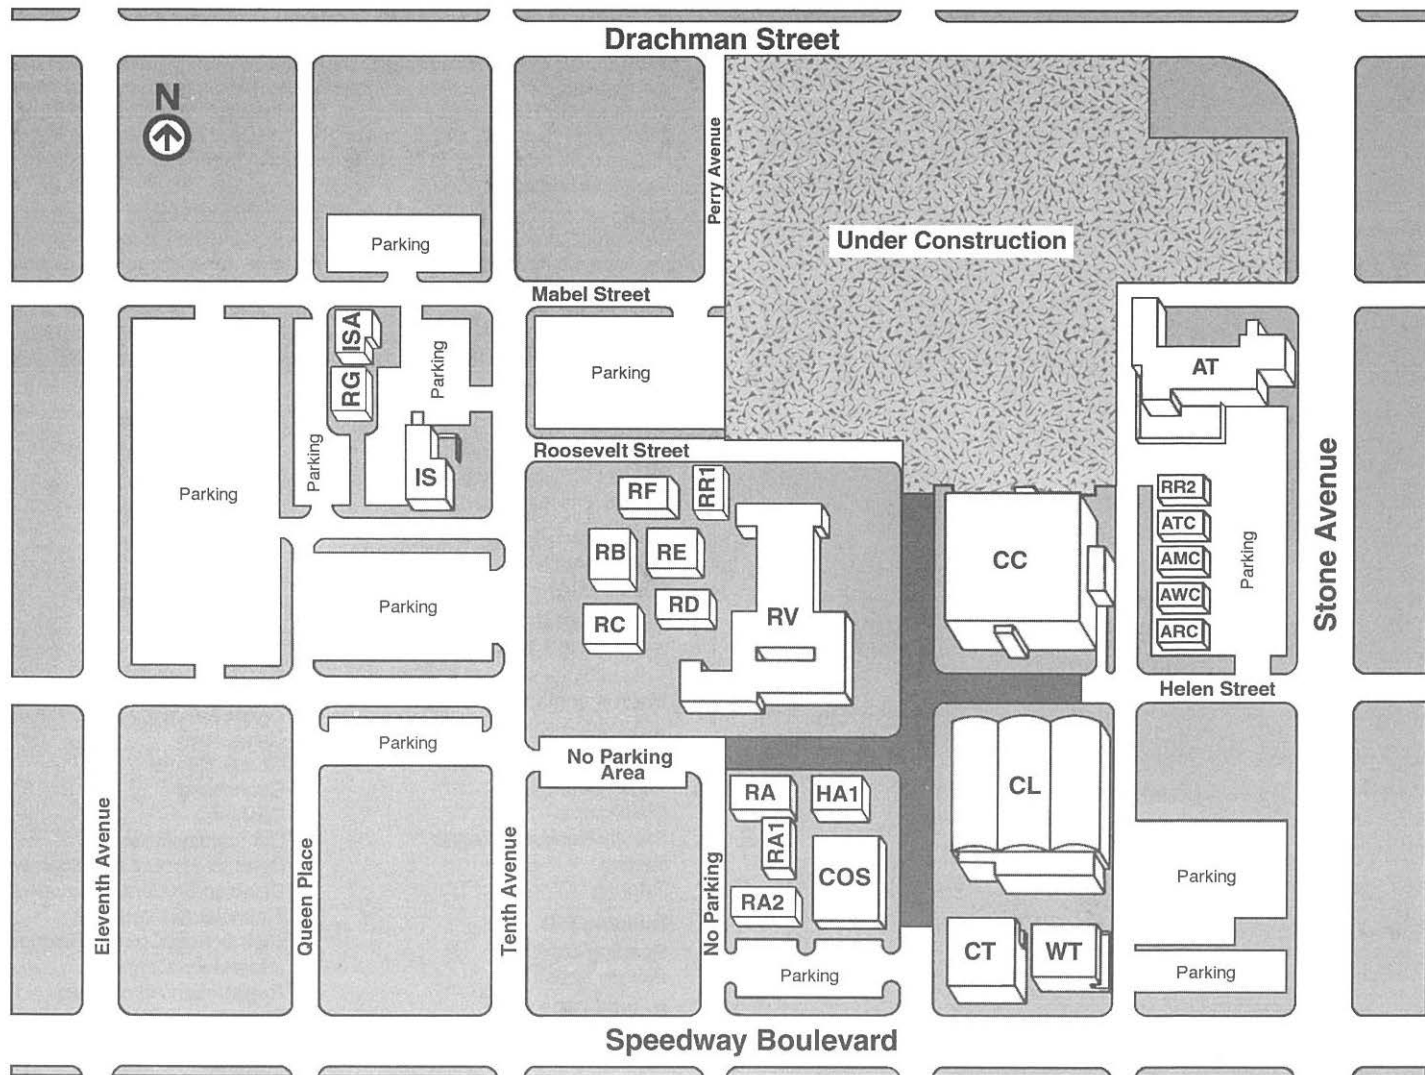 Drachman Street
N
Perry Avenue
Parking
Under Construction
Mabel Street
ISA
RG
Parking
Parking
AT
Roosevelt Street
Parking
Parking
IS
RF
RR1
RR2
ATC
Stone Avenue
RB
RE
CC
AMC
Parking
Parking
RD
AWC
RC
RV
ARC
Helen Street
Parking
No Parking
Area
RA
HA1
CL
RA1
COS
Parking
RA2
Eleventh Avenue
Queen Place
Tenth Avenue
No Parking
CT
WT
Parking
Parking
Speedway Boulevard